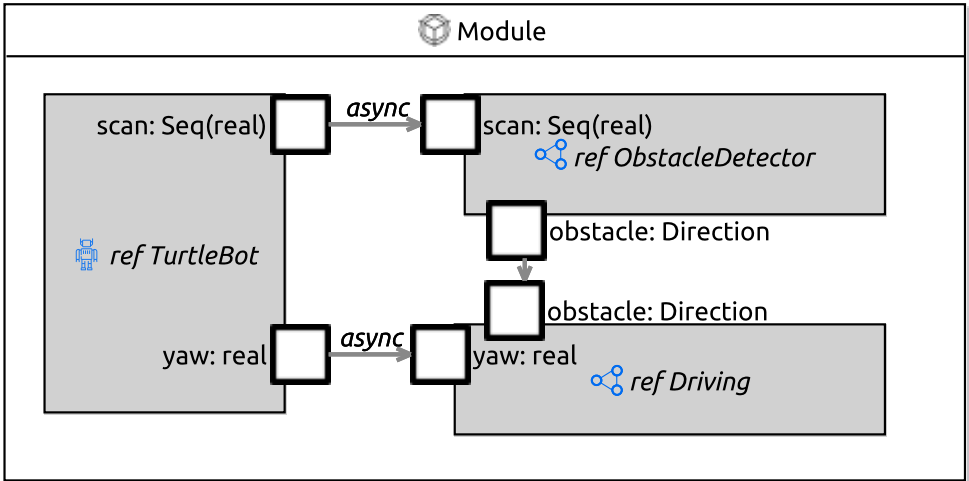 Module
async
scan: Seq(real)
scan: Seq(real)
ref ObstacleDetector
obstacle: Direction
ref TurtleBot
obstacle: Direction
async
yaw: real
yaw: real
ref Driving